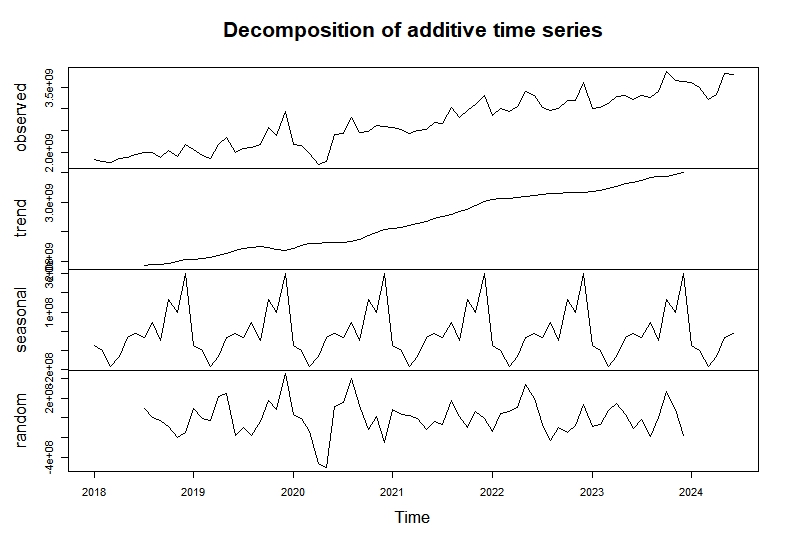 Decomposition of additive time series
observed
2.0e+09 3.5e+09
trend
3.0e+09
seasonal
1e+08
random
-4e+08 2e+08
2018 2019 2020 2021 2022 2023 2024
Time